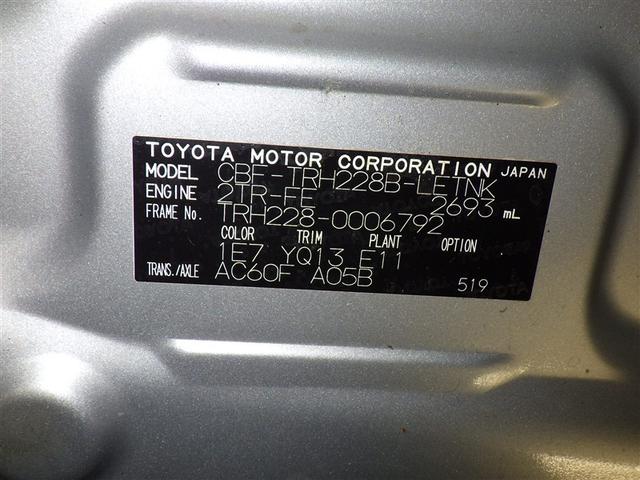 TOYOTA MOTOR CORPORATION JAPAN
MODEL CBF-TRH228B-LETNK
ENGINE 2TR-FE 2693 mL
FRAME No. TRH228-0006792
COLOR TRIM PLANT OPTION
1E7 YQ13 E11
TRANS./AXLE AC60F A05B 519